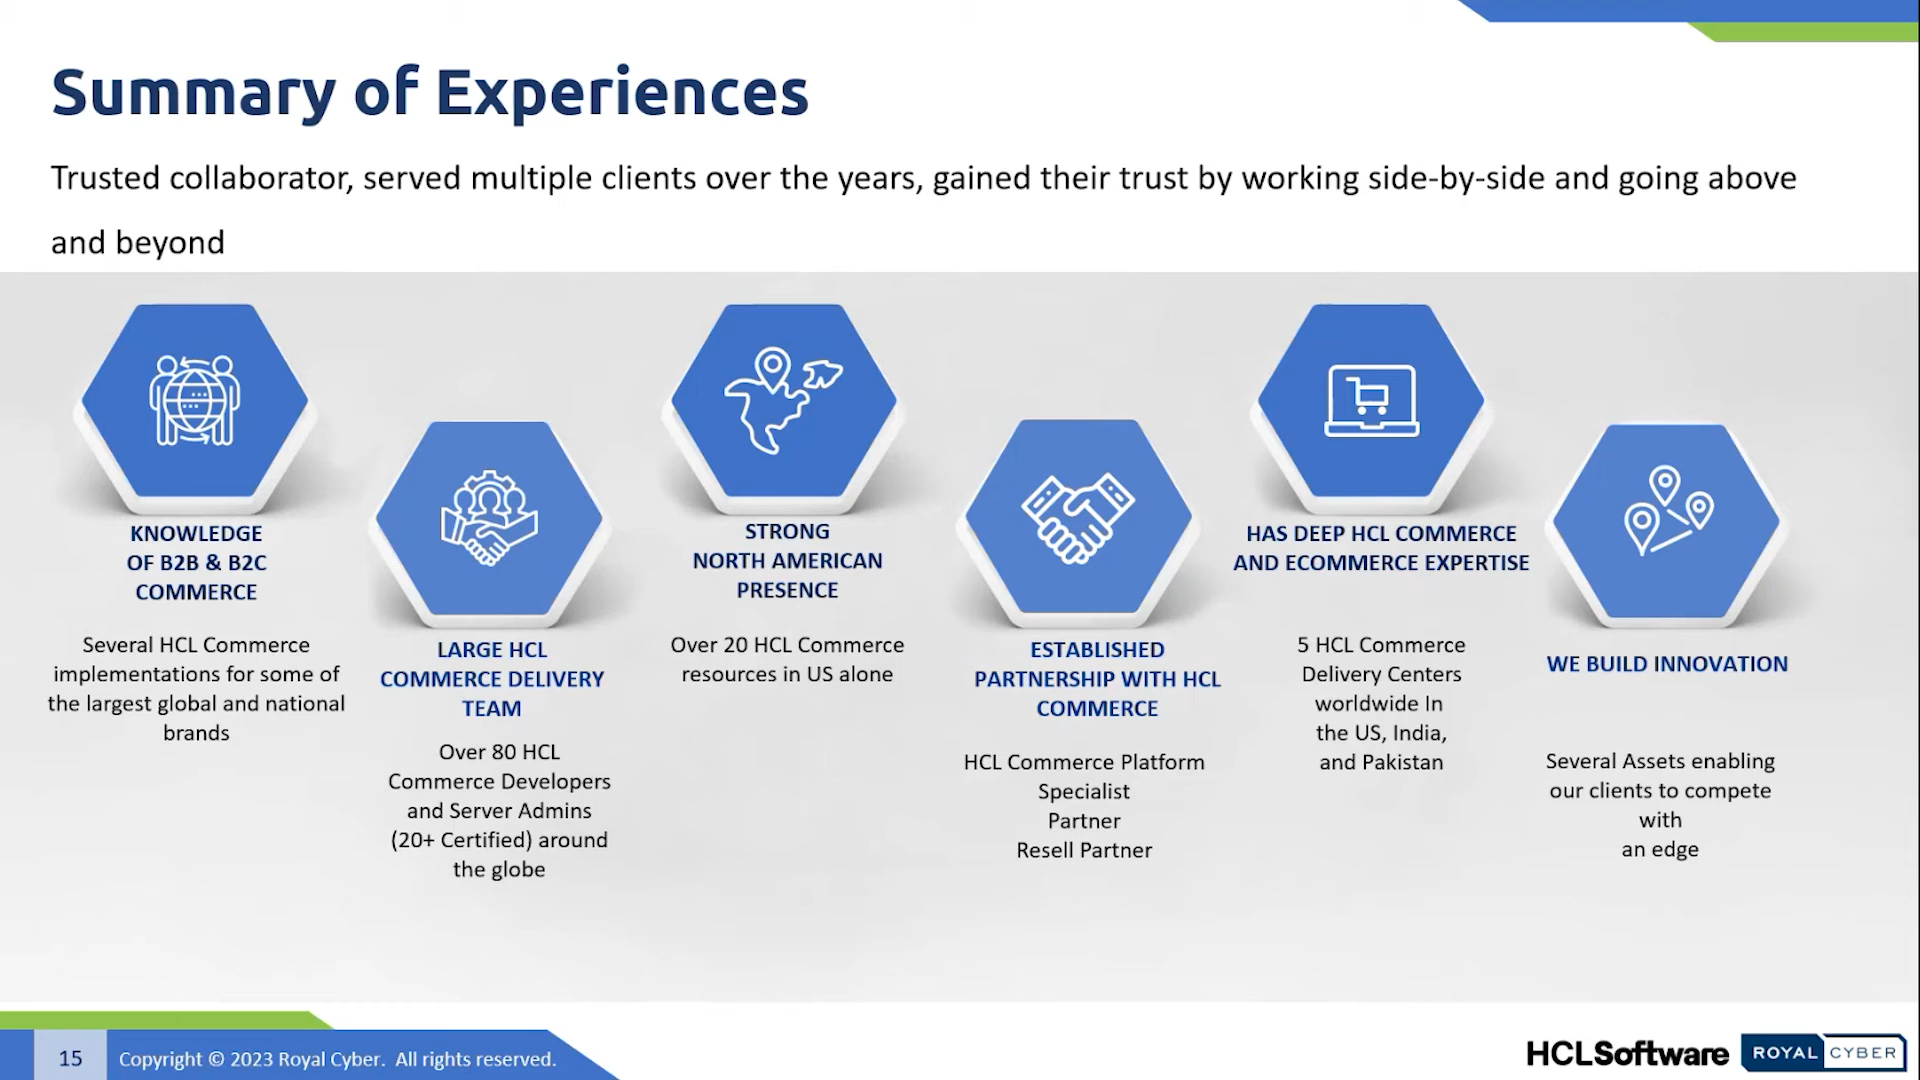 Summary of Experiences
Trusted collaborator, served multiple clients over the years, gained their trust by working side-by-side and going above
and beyond
KNOWLEDGE
OF B2B & B2C
COMMERCE
Several HCL Commerce
implementations for some of
the largest global and national
brands
LARGE HCL
COMMERCE DELIVERY
TEAM
Over 80 HCL
Commerce Developers
and Server Admins
(20+ Certified) around
the globe
STRONG
NORTH AMERICAN
PRESENCE
Over 20 HCL Commerce
resources in US alone
ESTABLISHED
PARTNERSHIP WITH HCL
COMMERCE
HCL Commerce Platform
Specialist
Partner
Resell Partner
HAS DEEP HCL COMMERCE
AND ECOMMERCE EXPERTISE
5 HCL Commerce
Delivery Centers
worldwide In
the US, India,
and Pakistan
WE BUILD INNOVATION
Several Assets enabling
our clients to compete
with
an edge
15
Copyright © 2023 Royal Cyber. All rights reserved.
HCLSoftware
ROYAL CYBER